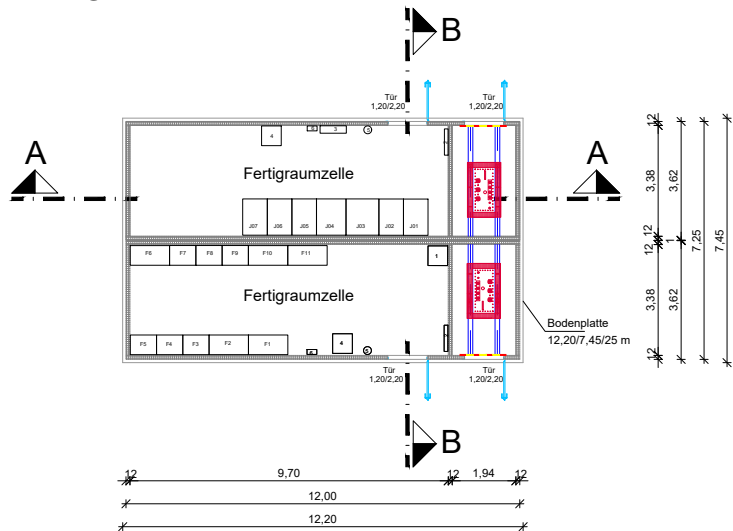 B
Tür
1,20/2,20
Tür
1,20/2,20
4
3
5
A
Fertigraumzelle
A
J07
J06
J05
J04
J03
J02
J01
F6
F7
F8
F9
F10
F11
1
Fertigraumzelle
F5
F4
F3
F2
F1
6
4
5
Tür
1,20/2,20
Tür
1,20/2,20
B
Bodenplatte
12,20/7,45/25 m
12
3,38
12
12
3,38
12
3,62
1
3,62
7,25
7,45
12
9,70
12
1,94
12
12,00
12,20